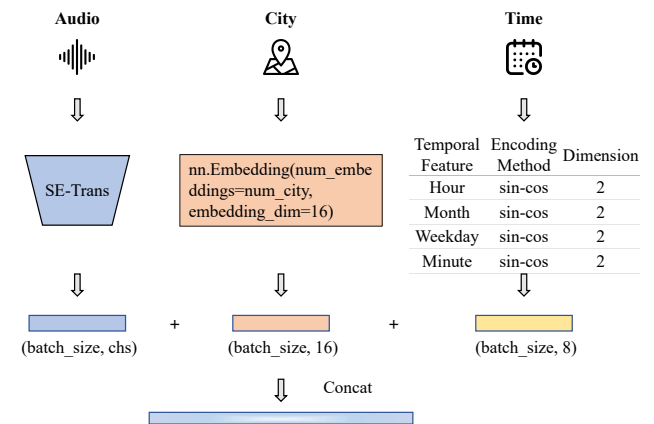 Audio
City
Time
SE-Trans
nn.Embedding(num_embe
ddings=num_city,
embedding_dim=16)
Temporal Feature Encoding Method Dimension
Hour sin-cos 2
Month sin-cos 2
Weekday sin-cos 2
Minute sin-cos 2
+
+
(batch_size, chs)
(batch_size, 16)
(batch_size, 8)
Concat